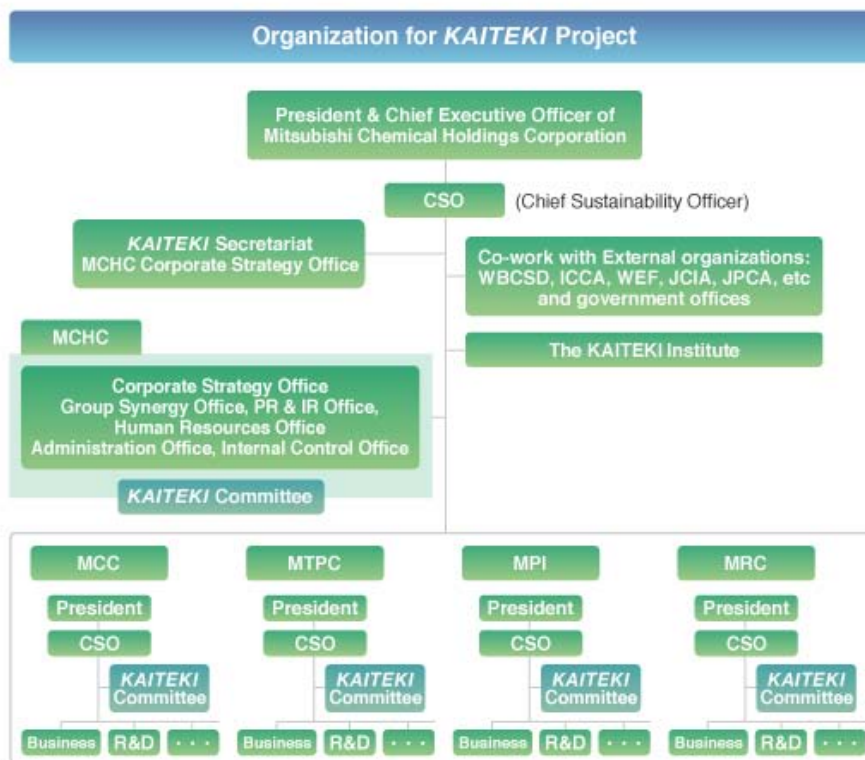 Organization for KAITEKI Project
President & Chief Executive Officer of
Mitsubishi Chemical Holdings Corporation
CSO
(Chief Sustainability Officer)
KAITEKI Secretariat
MCHC Corporate Strategy Office
Co-work with External organizations:
WBCSD, ICCA, WEF, JCIA, JPCA, etc
and government offices
The KAITEKI Institute
MCHC
Corporate Strategy Office
Group Synergy Office, PR & IR Office,
Human Resources Office
Administration Office, Internal Control Office
KAITEKI Committee
MCC
President
CSO
KAITEKI
Committee
Business
R&D
· · ·
MTPC
President
CSO
KAITEKI
Committee
Business
R&D
· · ·
MPI
President
CSO
KAITEKI
Committee
Business
R&D
· · ·
MRC
President
CSO
KAITEKI
Committee
Business
R&D
· · ·